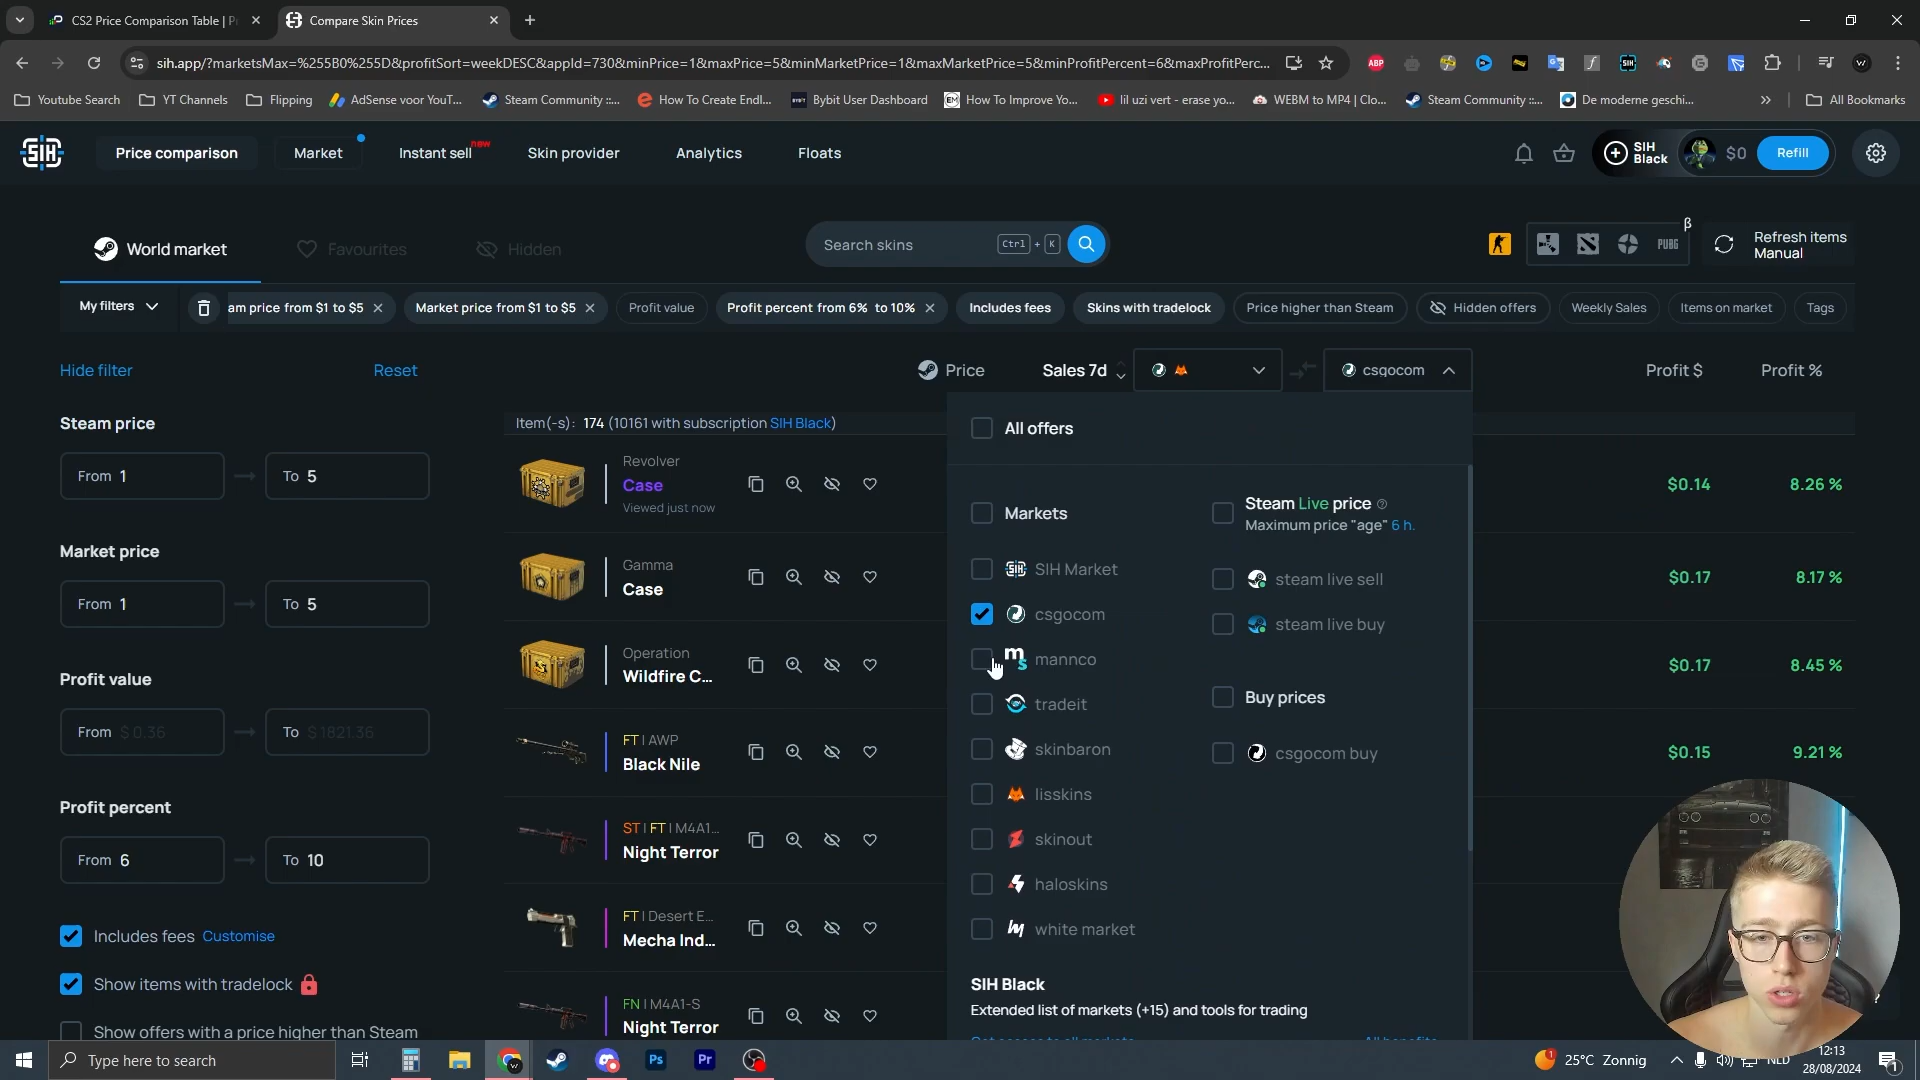 CS2 Price Comparison Table | P
Compare Skin Prices
sih.app/?marketsMax=%255B0%255D&profitSort=weekDESC&appId=730&minPrice=1&maxPrice=5&minMarketPrice=1&maxMarketPrice=5&minProfitPercent=6&maxProfitPerc...
ABP
SIH
W
Youtube Search
YT Channels
Flipping
AdSense voor YouT...
Steam Community ::...
How To Create Endl...
Bybit User Dashboard
How To Improve Yo...
lil uzi vert - erase yo...
WEBM to MP4 | Clo...
Steam Community ::...
De moderne geschi...
All Bookmarks
SIH
Price comparison
Market
Instant sell new
Skin provider
Analytics
Floats
SIH Black
$0
Refill
World market
Favourites
Hidden
Search skins
Ctrl + K
PUBG
β
Refresh items
Manual
My filters
am price from $1 to $5
Market price from $1 to $5
Profit value
Profit percent from 6% to 10%
Includes fees
Skins with tradelock
Price higher than Steam
Hidden offers
Weekly Sales
Items on market
Tags
Hide filter
Reset
Price
Sales 7d
csgocom
Profit $
Profit %
Steam price
From 1
To 5
Market price
From 1
To 5
Profit value
From $ 0.36
To $ 1821.36
Profit percent
From 6
To 10
Includes fees Customise
Show items with tradelock
Show offers with a price higher than Steam
Item(-s): 174 (10161 with subscription SIH Black)
Revolver
Case
Viewed just now
$0.14
8.26 %
Gamma
Case
$0.17
8.17 %
Operation
Wildfire C...
$0.17
8.45 %
FT | AWP
Black Nile
$0.15
9.21 %
ST | FT | M4A1...
Night Terror
FT | Desert E...
Mecha Ind...
FN | M4A1-S
Night Terror
All offers
Markets
SIH Market
csgocom
mannco
tradeit
skinbaron
lisskins
skinout
haloskins
white market
Steam Live price
Maximum price "age" 6 h.
steam live sell
steam live buy
Buy prices
csgocom buy
SIH Black
Extended list of markets (+15) and tools for trading
Type here to search
Ps
Pr
25°C Zonnig
NLD
12:13
28/08/2024